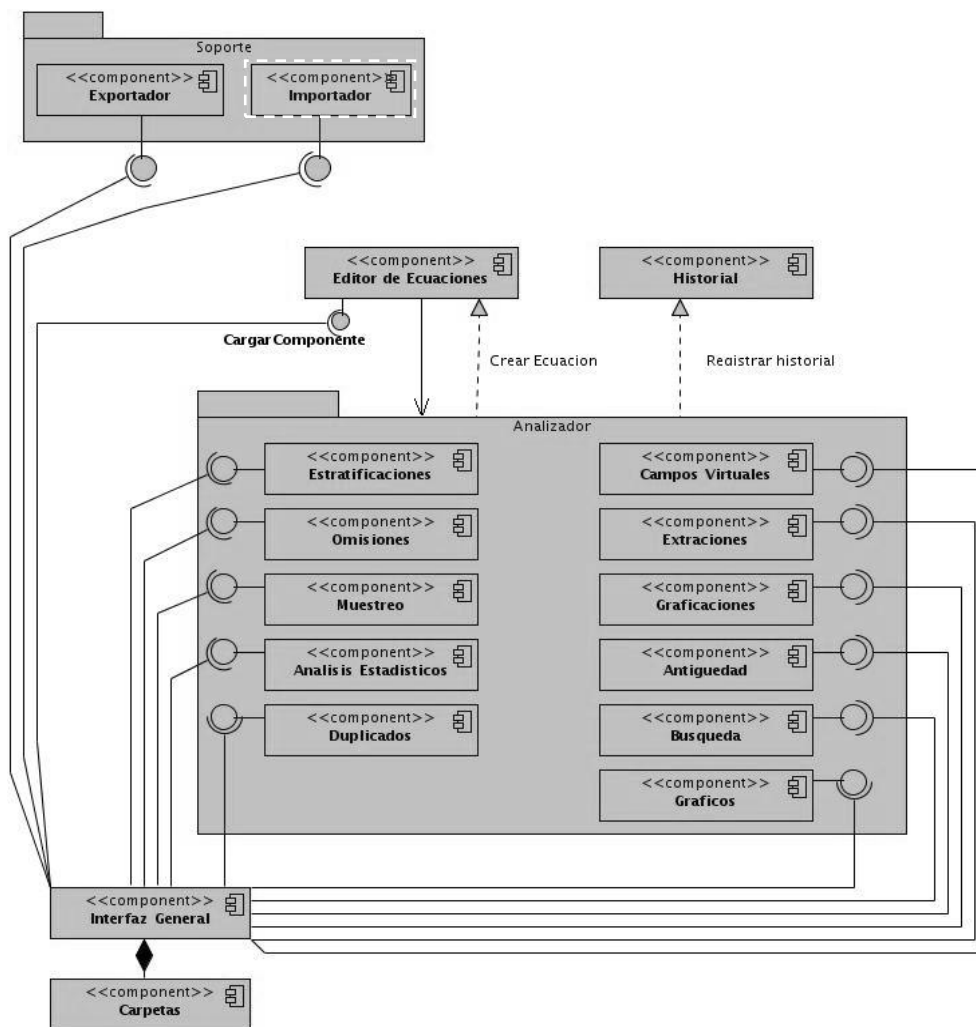 Soporte
<<component>>
Exportador
<<component>>
Importador
<<component>>
Editor de Ecuaciones
<<component>>
Historial
CargarComponente
Crear Ecuacion
Registrar historial
Analizador
<<component>>
Estratificaciones
<<component>>
Campos Virtuales
<<component>>
Omisiones
<<component>>
Extraciones
<<component>>
Muestreo
<<component>>
Graficaciones
<<component>>
Analisis Estadisticos
<<component>>
Antiguedad
<<component>>
Duplicados
<<component>>
Busqueda
<<component>>
Graficos
<<component>>
Interfaz General
<<component>>
Carpetas